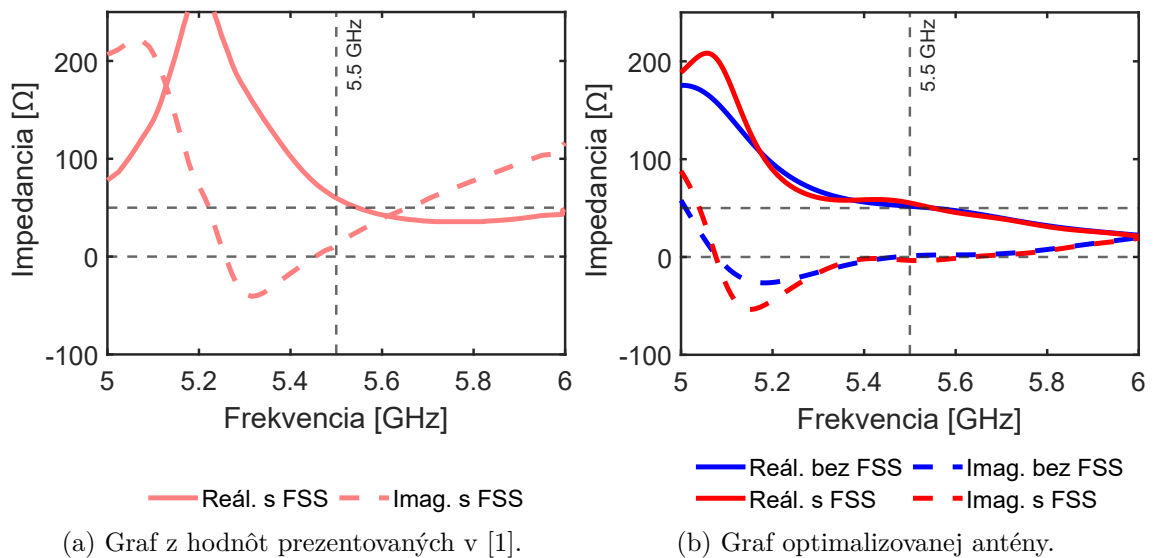 Impedancia [Ω]
200
100
0
-100
5.5 GHz
5 5.2 5.4 5.6 5.8 6
Frekvencia [GHz]
Reál. s FSS Imag. s FSS
(a) Graf z hodnôt prezentovaných v [1].
Impedancia [Ω]
200
100
0
-100
5.5 GHz
5 5.2 5.4 5.6 5.8 6
Frekvencia [GHz]
Reál. bez FSS Imag. bez FSS
Reál. s FSS Imag. s FSS
(b) Graf optimalizovanej antény.